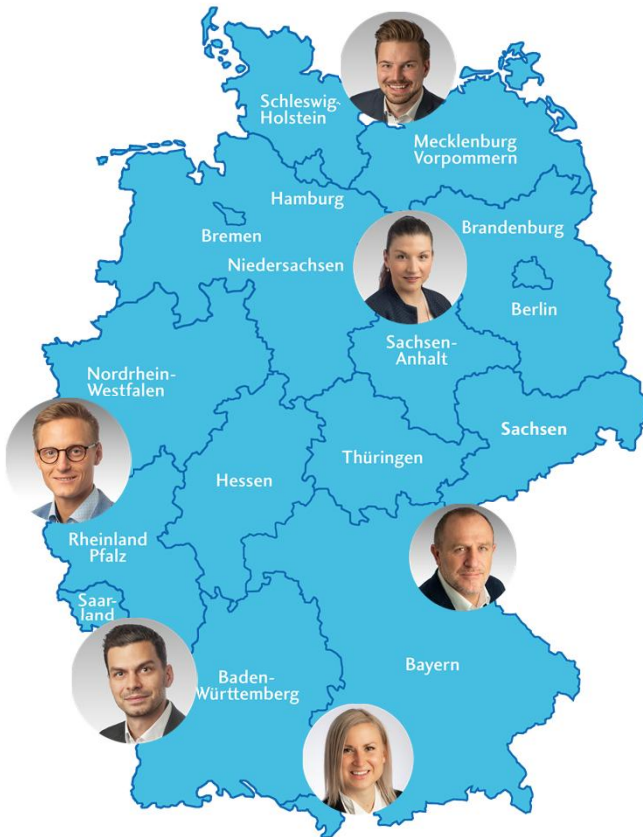 Schleswig-
Holstein
Mecklenburg
Vorpommern
Hamburg
Bremen
Brandenburg
Niedersachsen
Berlin
Sachsen-
Anhalt
Nordrhein-
Westfalen
Sachsen
Thüringen
Hessen
Rheinland
Pfalz
Saar-
land
Bayern
Baden-
Württemberg